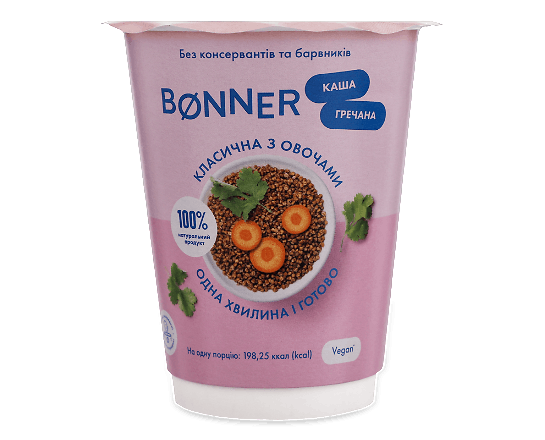 Без консервантів та барвників
BØNNER
КАША
ГРЕЧАНА
КЛАСИЧНА З ОВОЧАМИ
100%
натуральний
продукт
ОДНА ХВИЛИНА І ГОТОВО
На одну порцію: 198,25 ккал (kcal)
Vegan